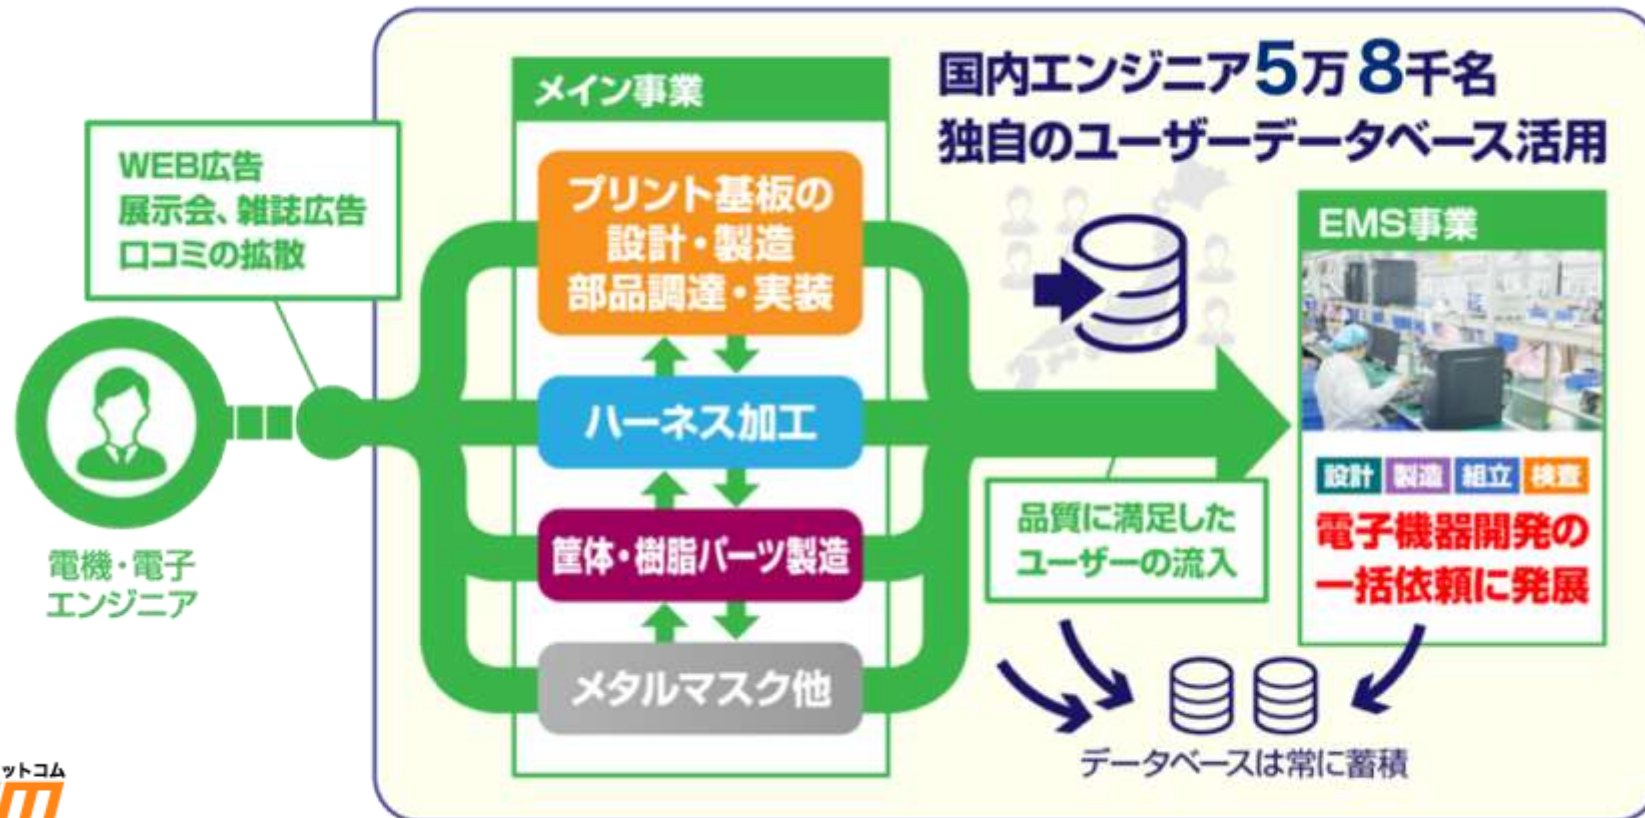 WEB広告
展示会、雑誌広告
口コミの拡散
電機・電子
エンジニア
メイン事業
プリント基板の
設計・製造
部品調達・実装
ハーネス加工
筐体・樹脂パーツ製造
メタルマスク他
国内エンジニア5万8千名
独自のユーザーデータベース活用
品質に満足した
ユーザーの流入
EMS事業
設計 製造 組立 検査
電子機器開発の
一括依頼に発展
データベースは常に蓄積
ットコム